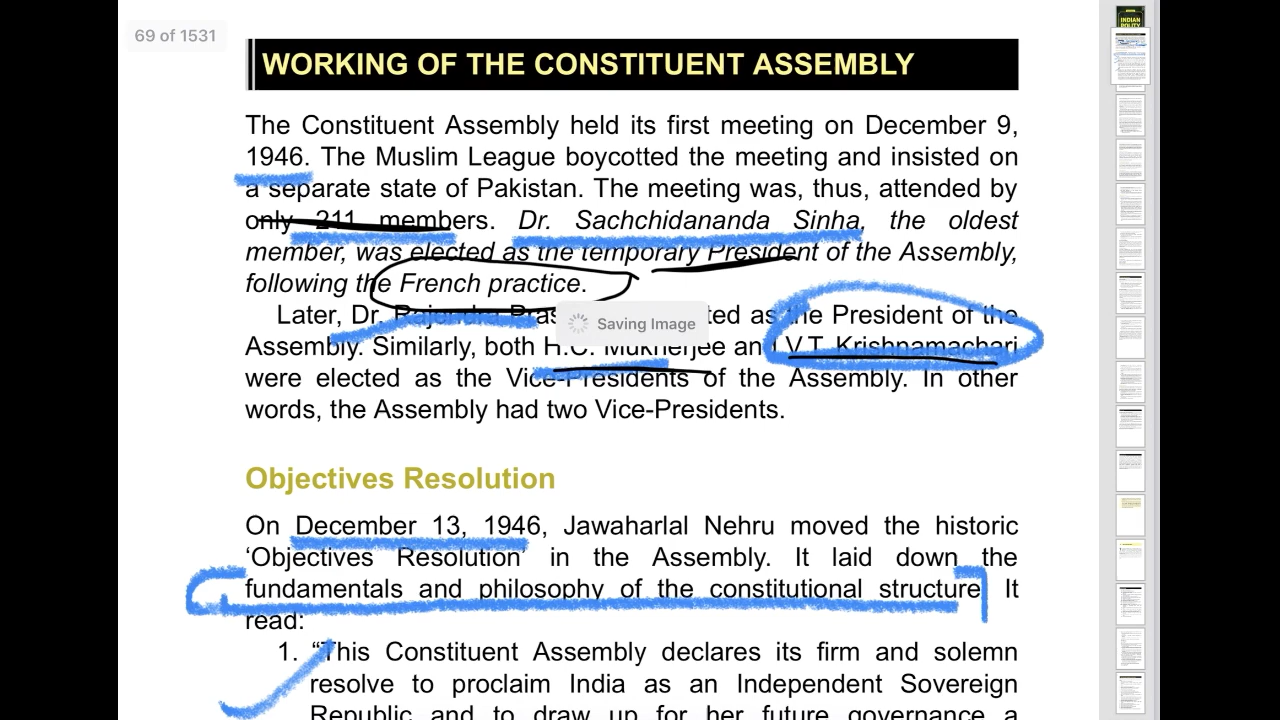 69 of 1531
INDIAN
POLITY
WORKING OF THE CONSTITUENT ASSEMBLY
The Constituent Assembly held its first meeting on December 9,
1946. The Muslim League boycotted the meeting and insisted on
a separate state of Pakistan. The meeting was, thus, attended by
only 211 members. Dr. Sachchidananda Sinha, the oldest
member, was elected as the temporary President of the Assembly,
following the French practice.
Later, Dr. as ed as the President of the
Saving Image
Assembly. Similarly, both H.C. Mukherjee and V.T. Krishnamachari
were elected as the Vice-Presidents of the Assembly. In other
words, the Assembly had two Vice-Presidents.
Objectives Resolution
On December 13, 1946, Jawaharlal Nehru moved the historic
‘Objectives Resolution’ in the Assembly. It laid down the
fundamentals and philosophy of the constitutional structure. It
read:
1. “This Constituent Assembly declares its firm and solemn
resolve to proclaim India as an Independent Sovereign